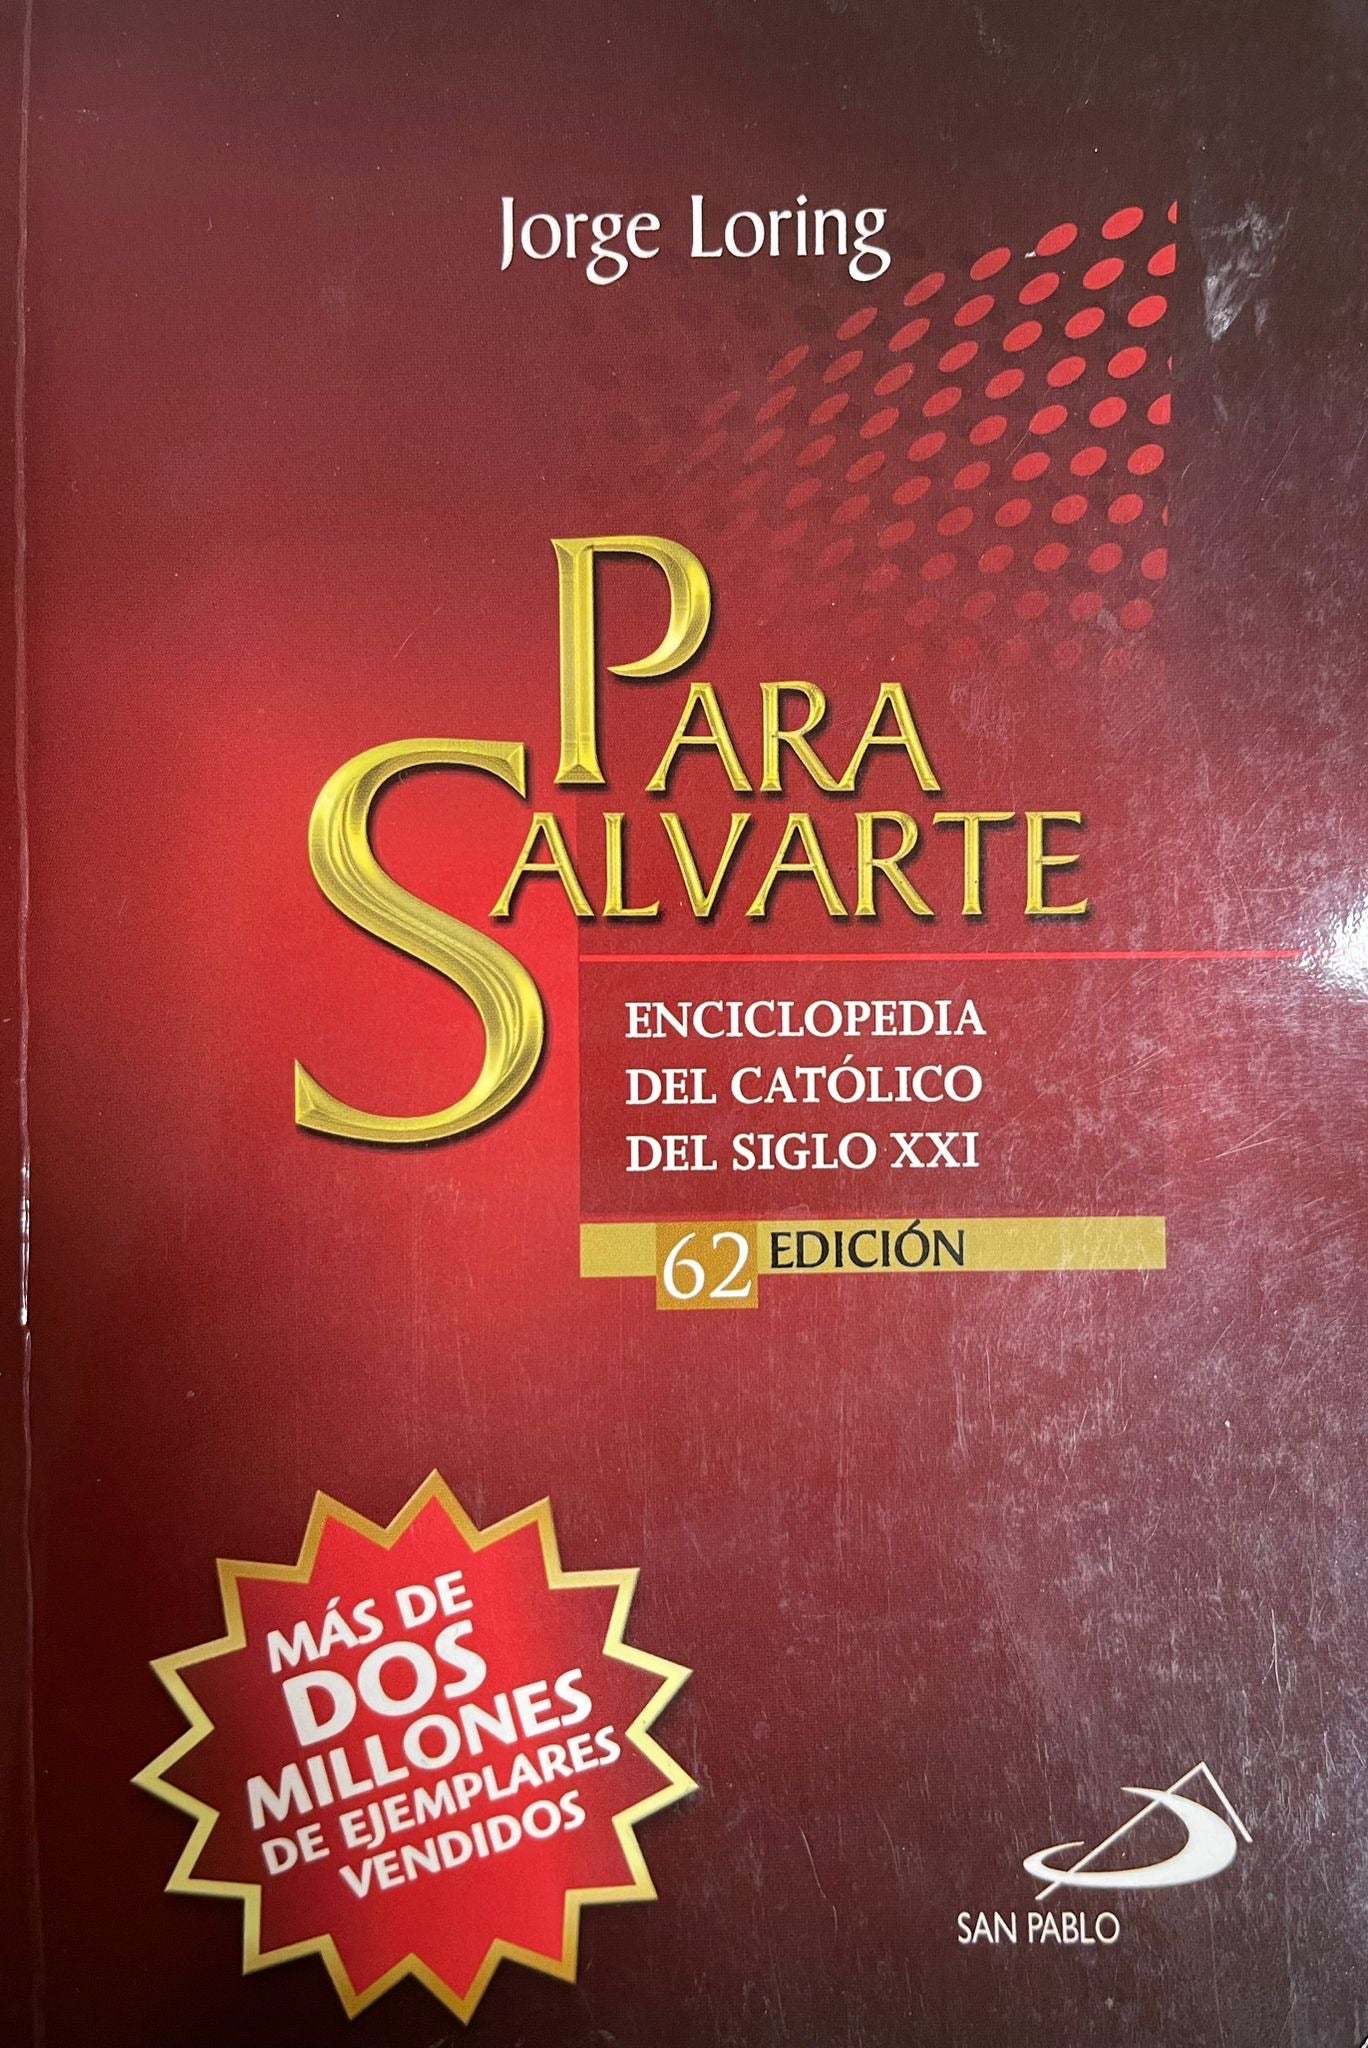 Jorge Loring
PARA
SALVARTE
ENCICLOPEDIA
DEL CATÓLICO
DEL SIGLO XXI
62 EDICIÓN
MÁS DE
DOS
MILLONES
DE EJEMPLARES
VENDIDOS
SAN PABLO